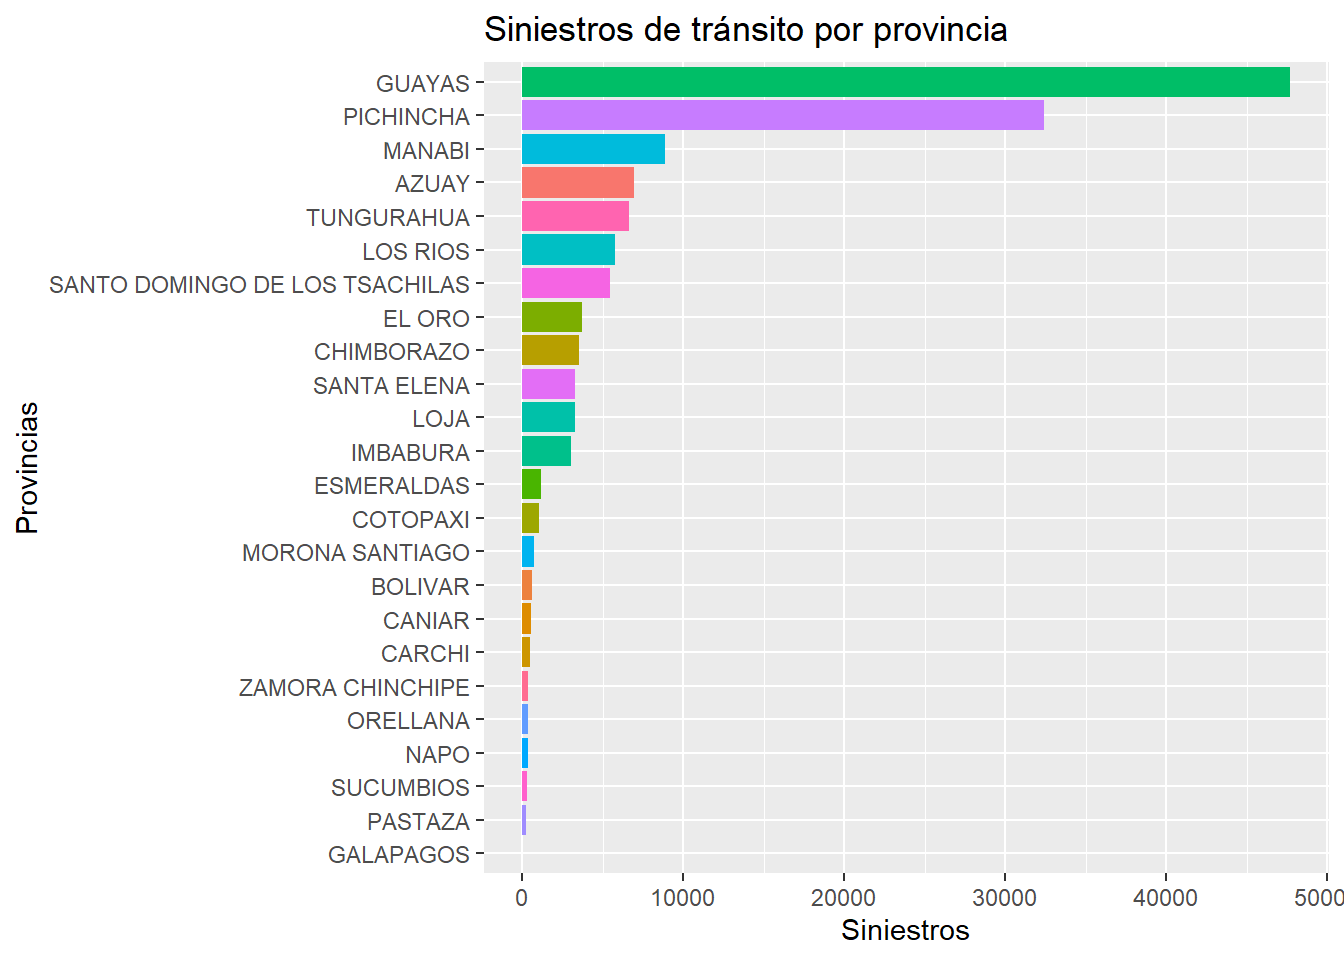 Siniestros de tránsito por provincia
Provincias
GUAYAS
PICHINCHA
MANABI
AZUAY
TUNGURAHUA
LOS RIOS
SANTO DOMINGO DE LOS TSACHILAS
EL ORO
CHIMBORAZO
SANTA ELENA
LOJA
IMBABURA
ESMERALDAS
COTOPAXI
MORONA SANTIAGO
BOLIVAR
CANIAR
CARCHI
ZAMORA CHINCHIPE
ORELLANA
NAPO
SUCUMBIOS
PASTAZA
GALAPAGOS
0 10000 20000 30000 40000 5000
Siniestros